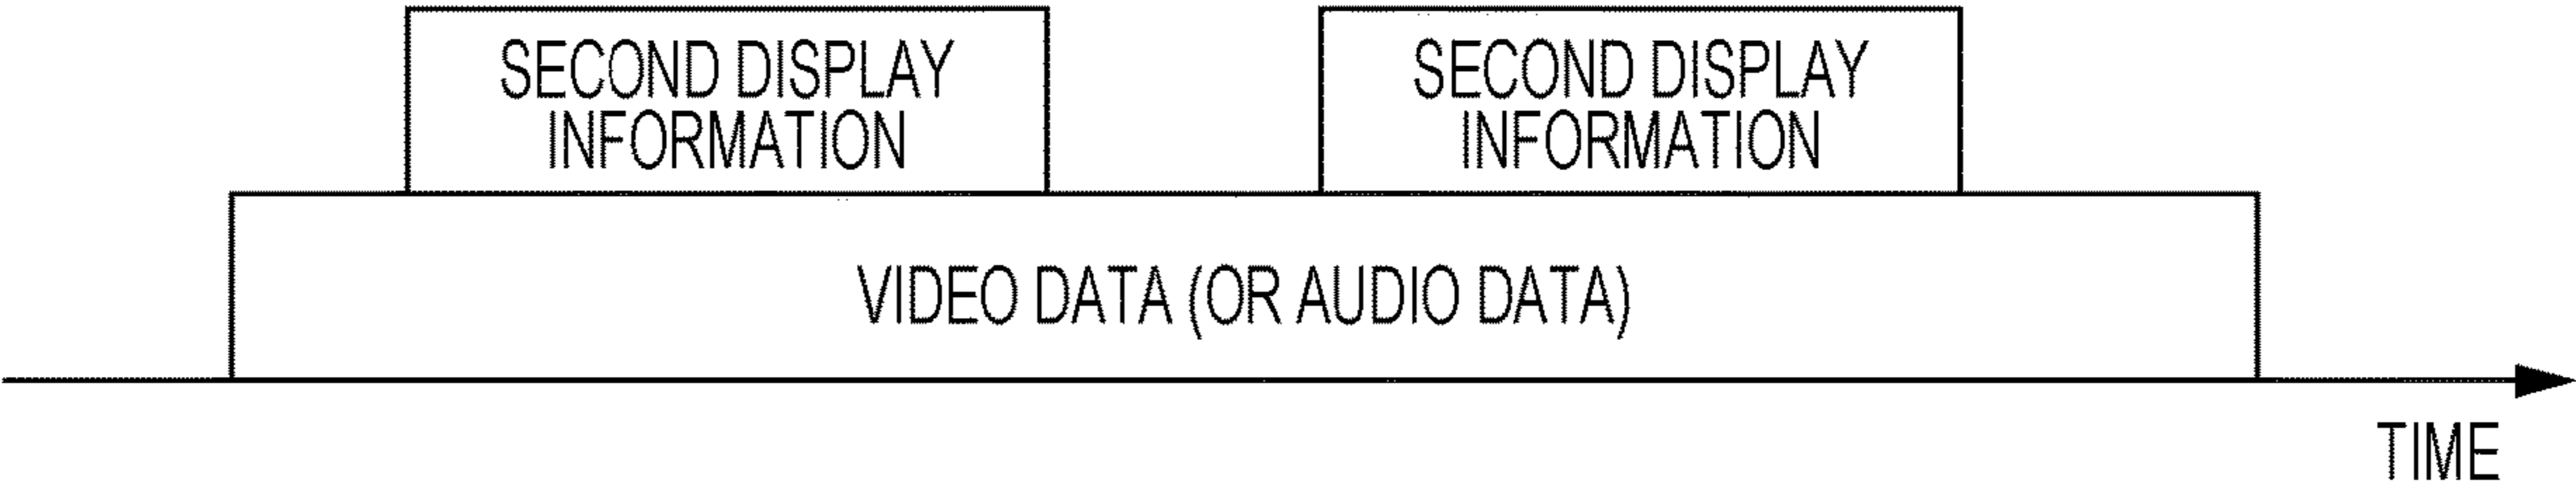 SECOND DISPLAY
INFORMATION
SECOND DISPLAY
INFORMATION
VIDEO DATA (OR AUDIO DATA)
TIME